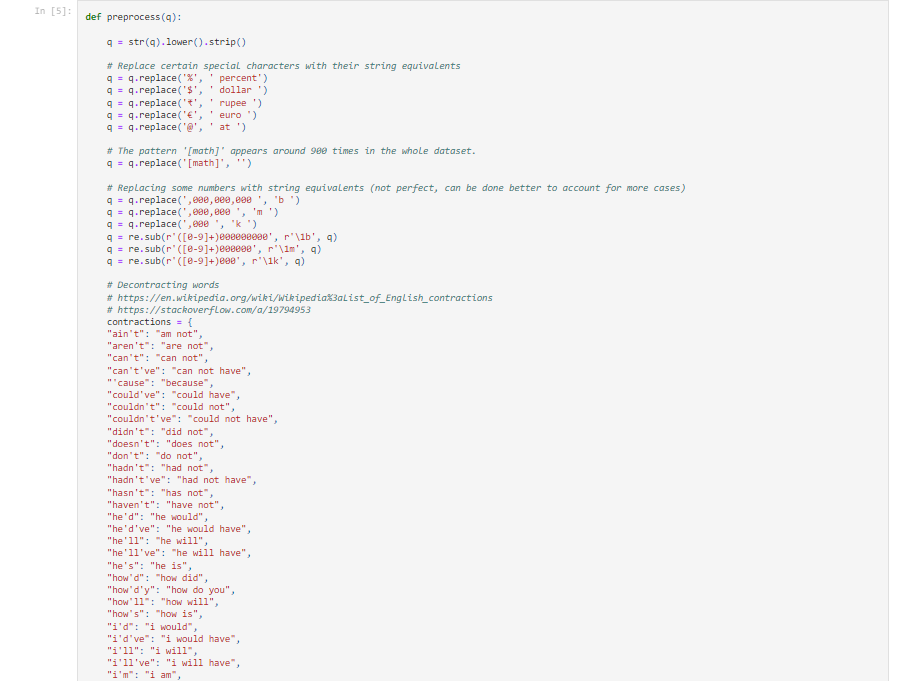 In [5]:
def preprocess(q):
q = str(q).lower().strip()
# Replace certain special characters with their string equivalents
q = q.replace('%', ' percent')
q = q.replace('$', ' dollar ')
q = q.replace('₹', ' rupee ')
q = q.replace('€', ' euro ')
q = q.replace('@', ' at ')
# The pattern '[math]' appears around 900 times in the whole dataset.
q = q.replace('[math]', '')
# Replacing some numbers with string equivalents (not perfect, can be done better to account for more cases)
q = q.replace(',000,000,000 ', 'b ')
q = q.replace(',000,000 ', 'm ')
q = q.replace(',000 ', 'k ')
q = re.sub(r'([0-9]+)000000000', r'\1b', q)
q = re.sub(r'([0-9]+)000000', r'\1m', q)
q = re.sub(r'([0-9]+)000', r'\1k', q)
# Decontracting words
# https://en.wikipedia.org/wiki/Wikipedia%3aList_of_English_contractions
# https://stackoverflow.com/a/19794953
contractions = {
"ain't": "am not",
"aren't": "are not",
"can't": "can not",
"can't've": "can not have",
"'cause": "because",
"could've": "could have",
"couldn't": "could not",
"couldn't've": "could not have",
"didn't": "did not",
"doesn't": "does not",
"don't": "do not",
"hadn't": "had not",
"hadn't've": "had not have",
"hasn't": "has not",
"haven't": "have not",
"he'd": "he would",
"he'd've": "he would have",
"he'll": "he will",
"he'll've": "he will have",
"he's": "he is",
"how'd": "how did",
"how'd'y": "how do you",
"how'll": "how will",
"how's": "how is",
"i'd": "i would",
"i'd've": "i would have",
"i'll": "i will",
"i'll've": "i will have",
"i'm": "i am",